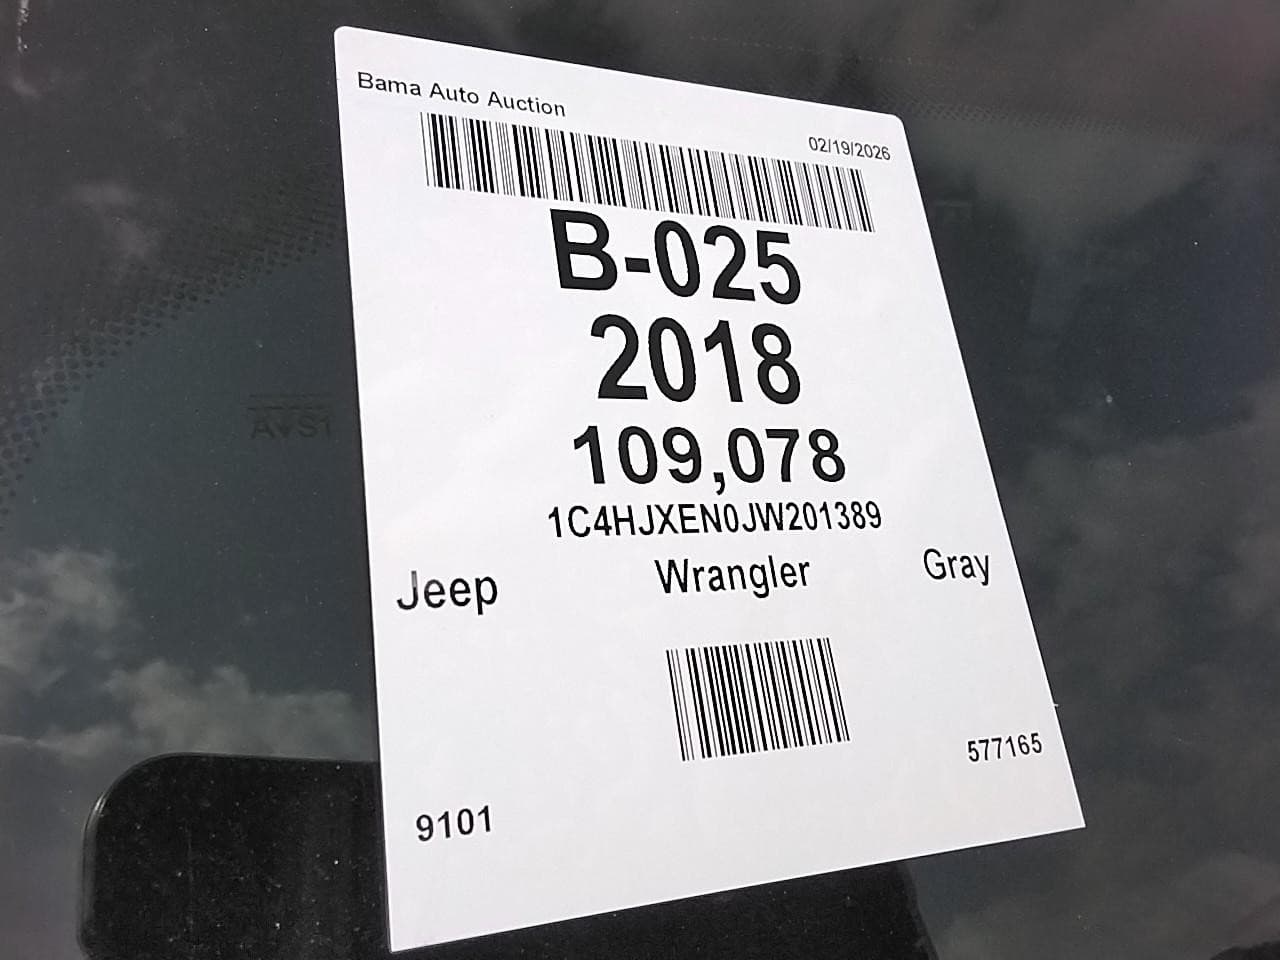 Bama Auto Auction
02/19/2026
B-025
2018
109,078
1C4HJXEN0JW201389
Jeep Wrangler Gray
577165
9101